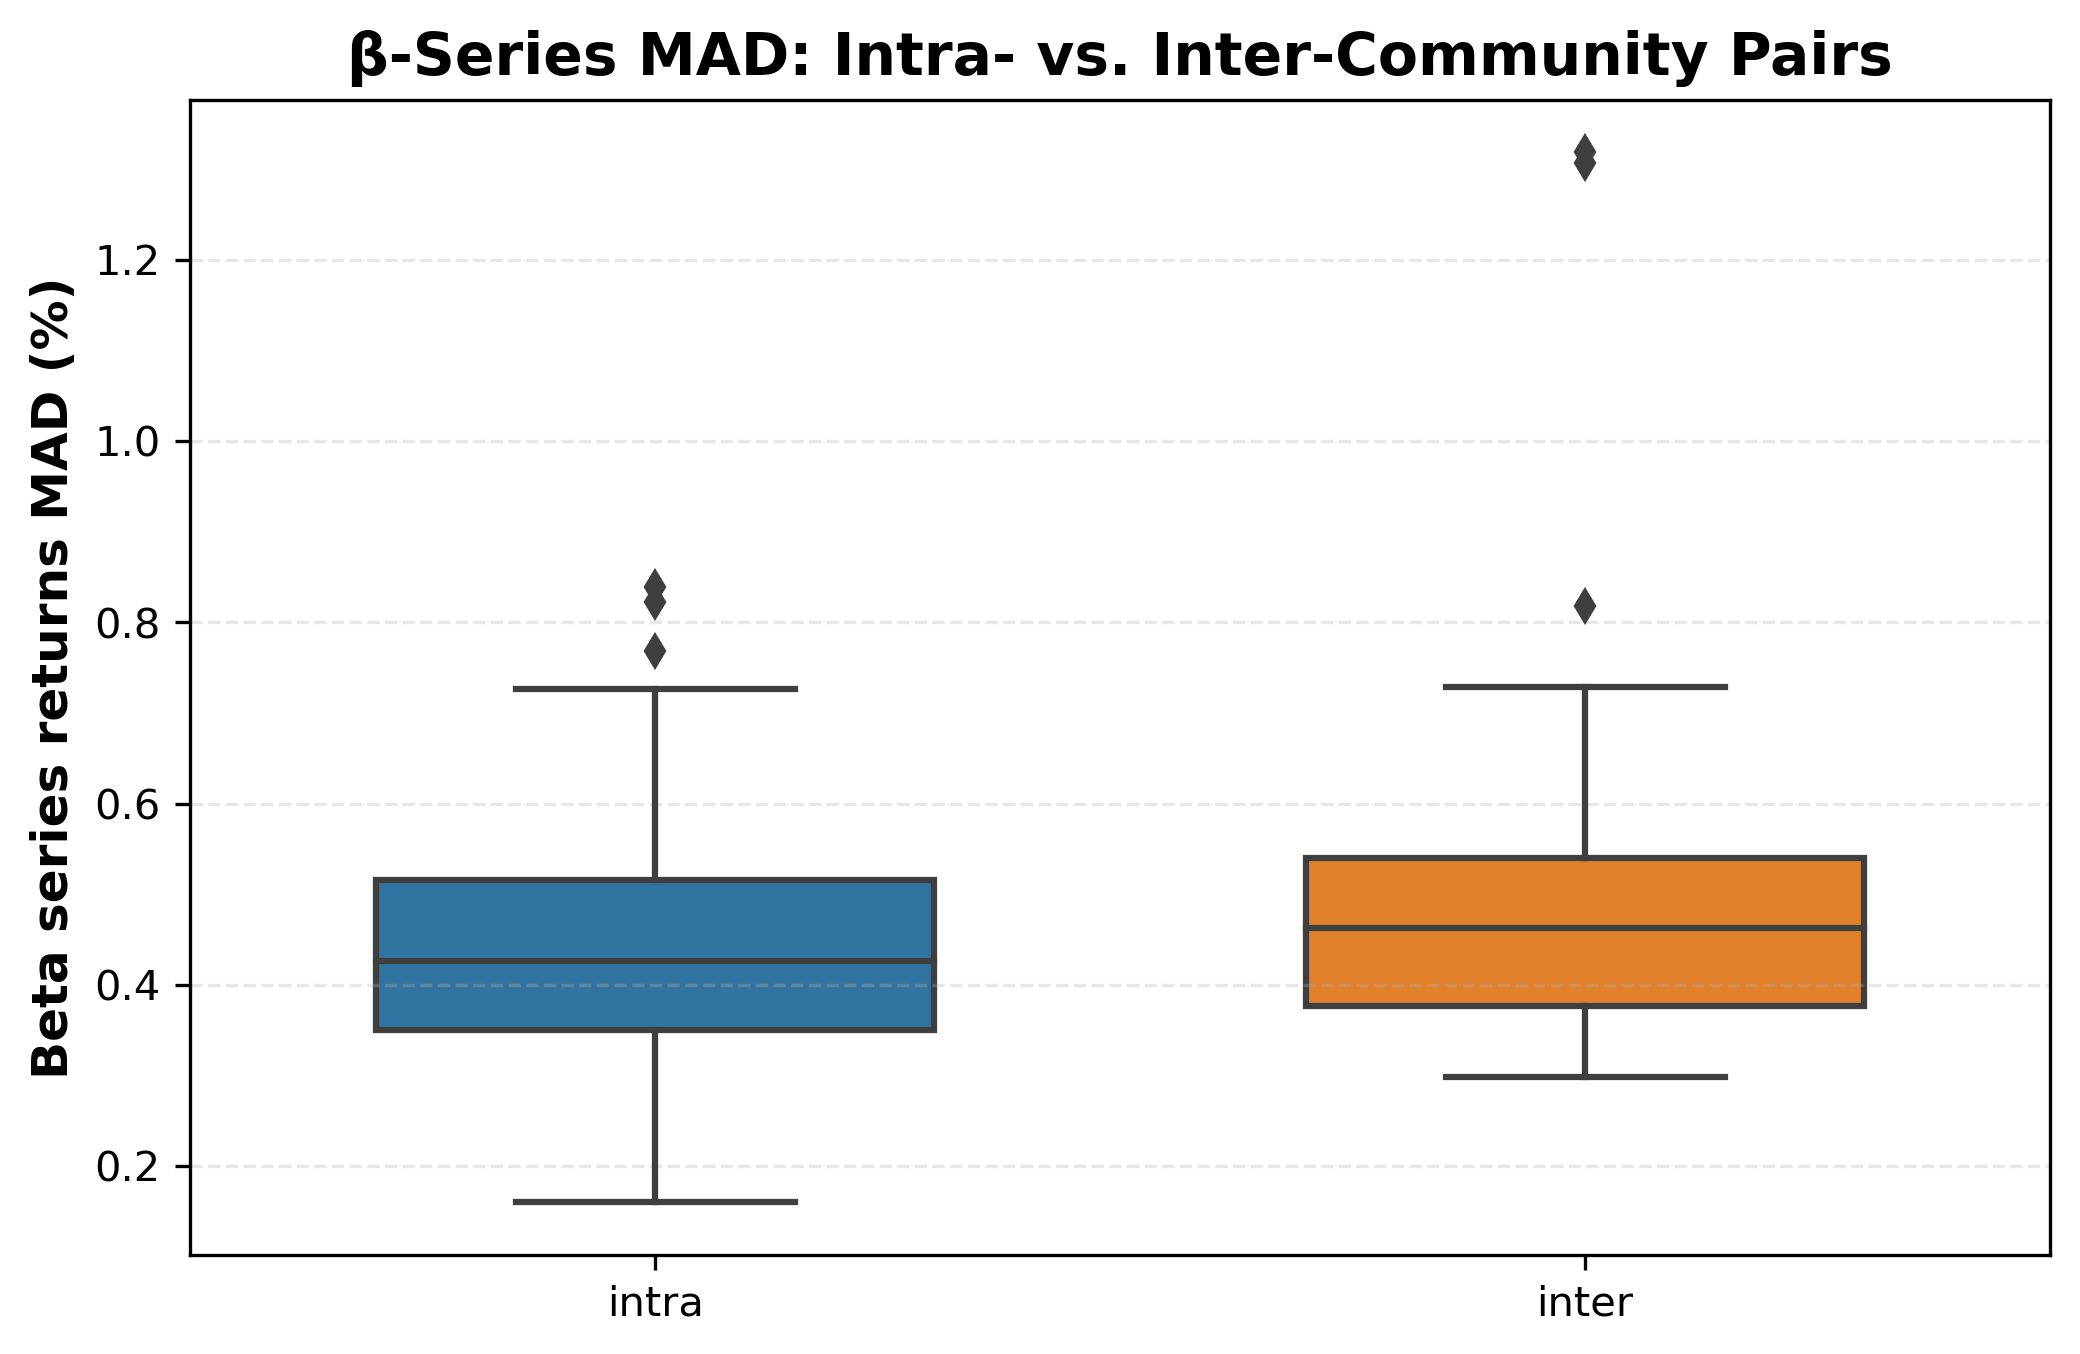 β-Series MAD: Intra- vs. Inter-Community Pairs
Beta series returns MAD (%)
1.2
1.0
0.8
0.6
0.4
0.2
intra
inter